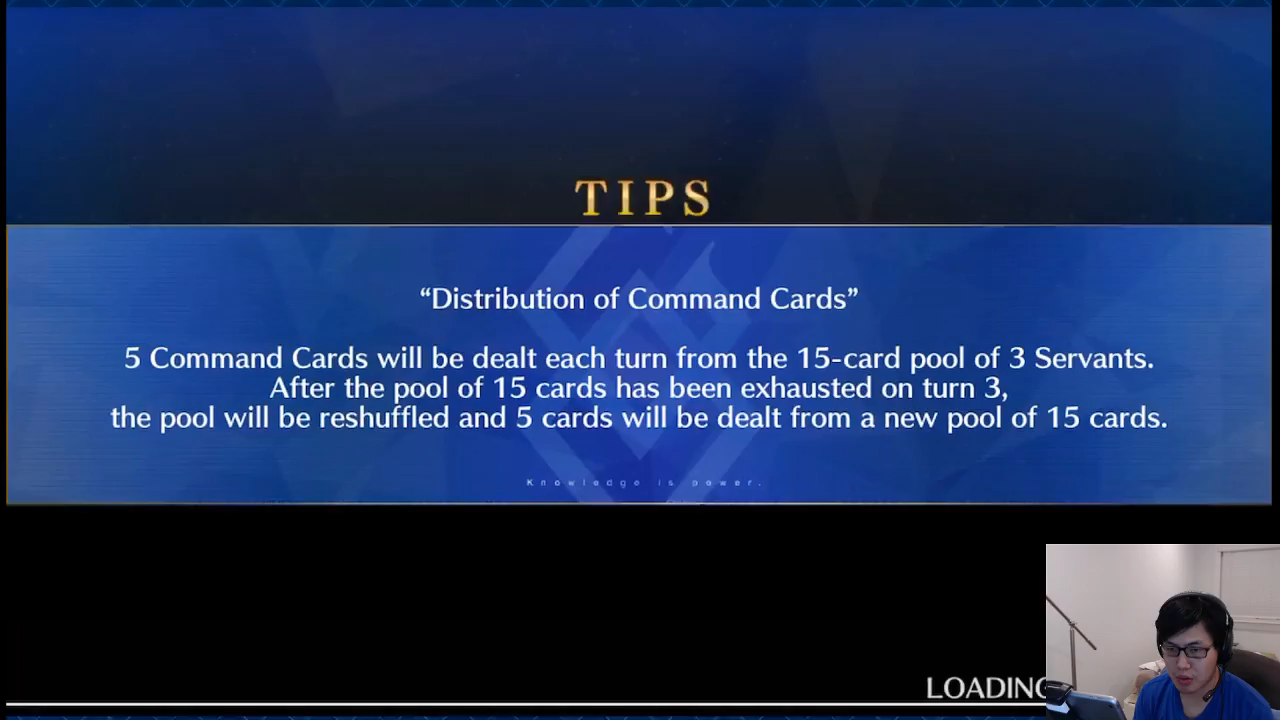 TIPS
“Distribution of Command Cards”
5 Command Cards will be dealt each turn from the 15-card pool of 3 Servants.
After the pool of 15 cards has been exhausted on turn 3,
the pool will be reshuffled and 5 cards will be dealt from a new pool of 15 cards.
Knowledge is power.
LOADING